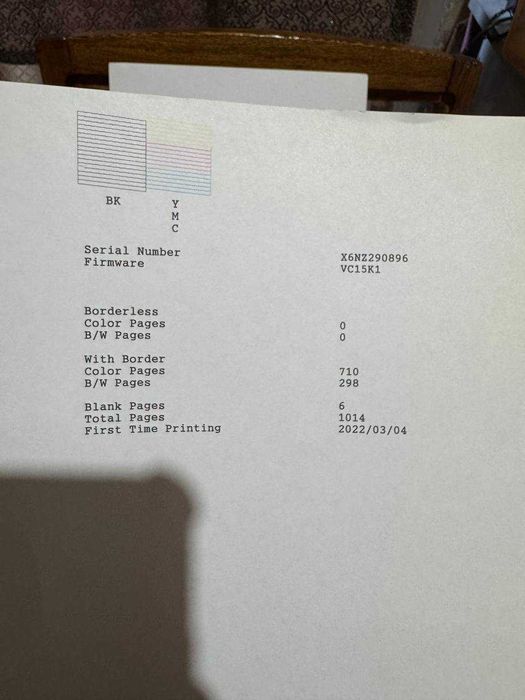 BK
Y
M
C
Serial Number X6NZ290896
Firmware VC15K1
Borderless
Color Pages 0
B/W Pages 0
With Border
Color Pages 710
B/W Pages 298
Blank Pages 6
Total Pages 1014
First Time Printing 2022/03/04